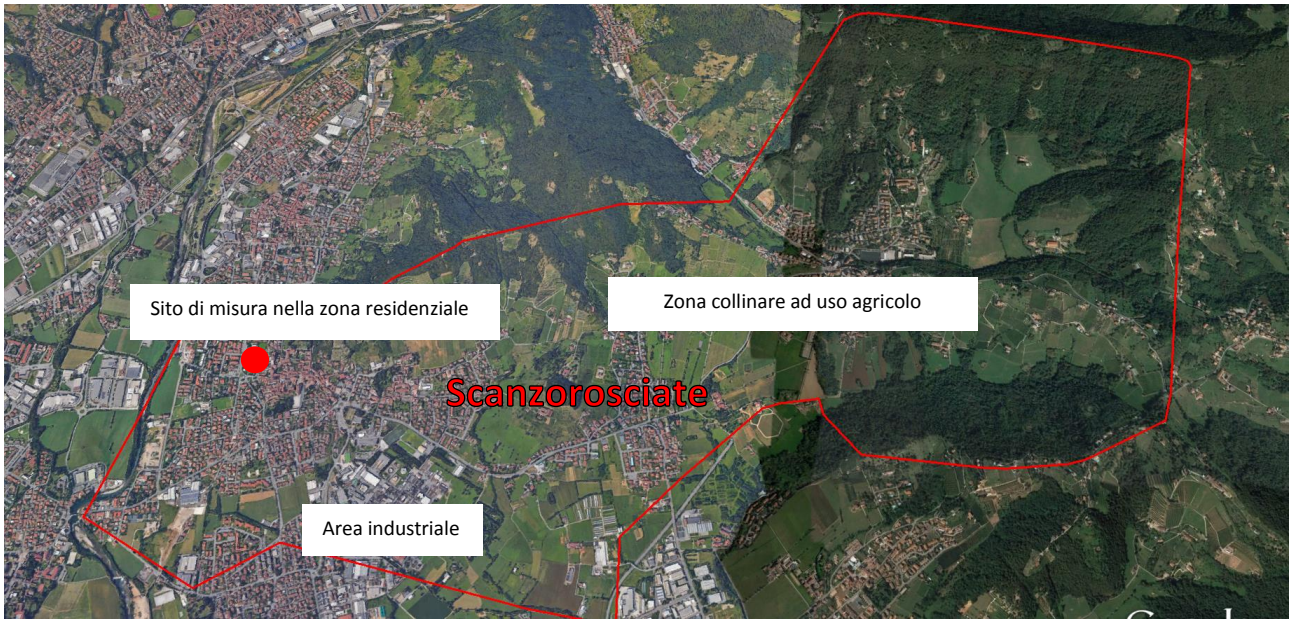 Sito di misura nella zona residenziale
Zona collinare ad uso agricolo
Scanzorosciate
Area industriale